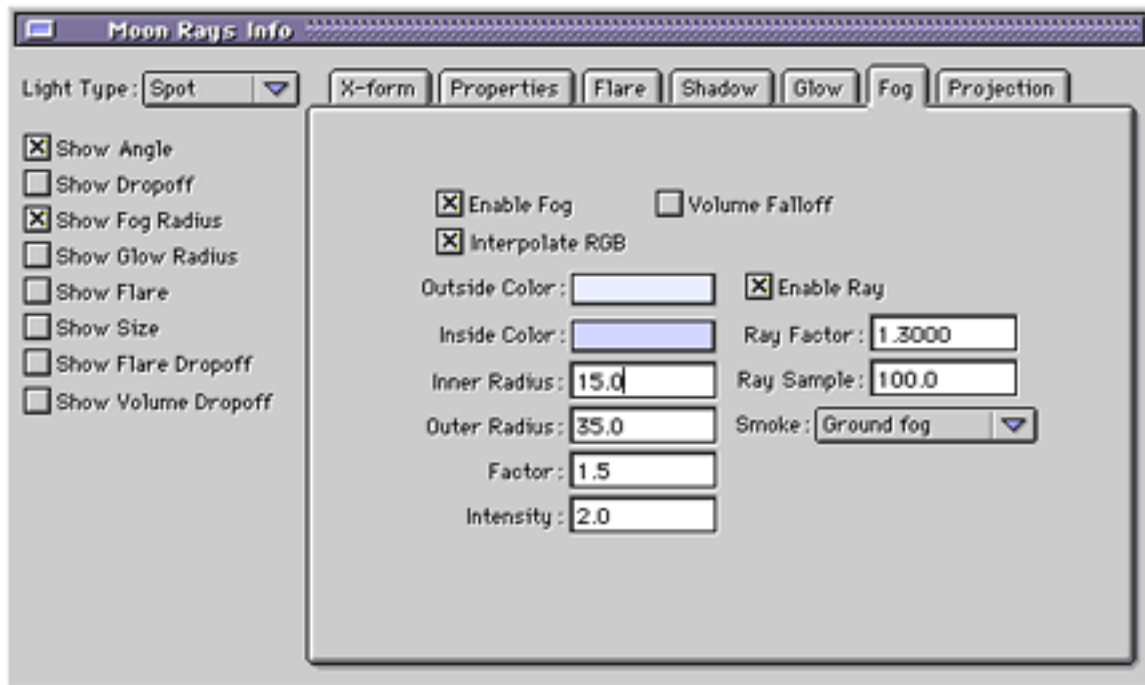 Moon Rays Info
Light Type: Spot
X-form Properties Flare Shadow Glow Fog Projection
Show Angle
Show Dropoff
Show Fog Radius
Show Glow Radius
Show Flare
Show Size
Show Flare Dropoff
Show Volume Dropoff
Enable Fog Volume Falloff
Interpolate RGB
Outside Color: Enable Ray
Inside Color: Ray Factor: 1.3000
Inner Radius: 15.0 Ray Sample: 100.0
Outer Radius: 35.0 Smoke: Ground fog
Factor: 1.5
Intensity: 2.0